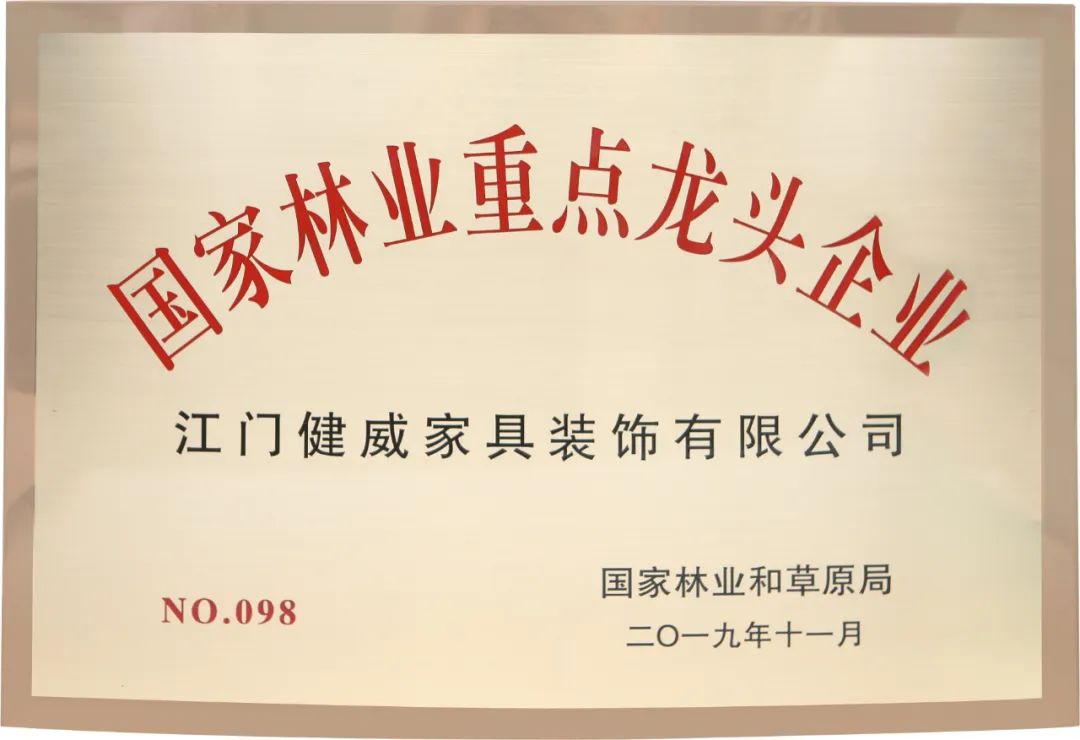 国家林业重点龙头企业
江门健威家具装饰有限公司
NO.098
国家林业和草原局
二〇一九年十一月